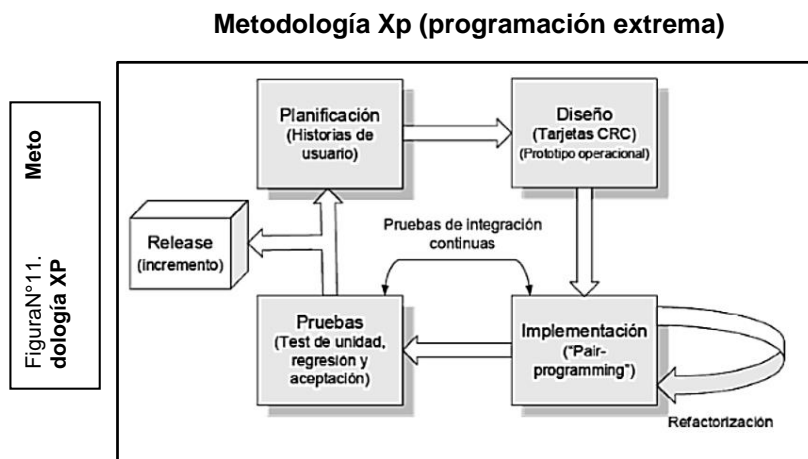 Metodología Xp (programación extrema)
FiguraN°11. Meto
dología XP
Planificación
(Historias de
usuario)
Diseño
(Tarjetas CRC)
(Prototipo operacional)
Release
(incremento)
Pruebas de integración
continuas
Pruebas
(Test de unidad,
regresión y
aceptación)
Implementación
("Pair-
programming")
Refactorización